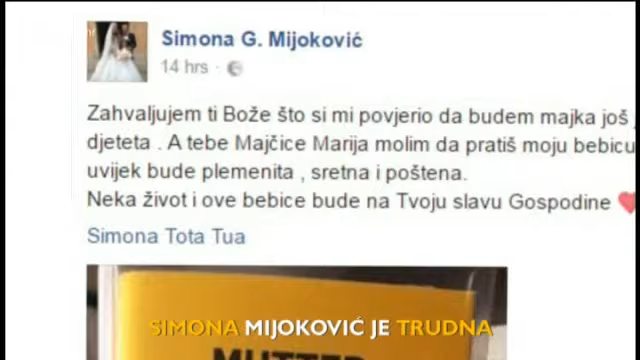 Simona G. Mijoković
14 hrs ·
Zahvaljujem ti Bože što si mi povjerio da budem majka još
djeteta . A tebe Majčice Marija molim da pratiš moju bebicu
uvijek bude plemenita , sretna i poštena.
Neka život i ove bebice bude na Tvoju slavu Gospodine ❤
Simona Tota Tua
SIMONA MIJOKOVIĆ JE TRUDNA
MUTTER